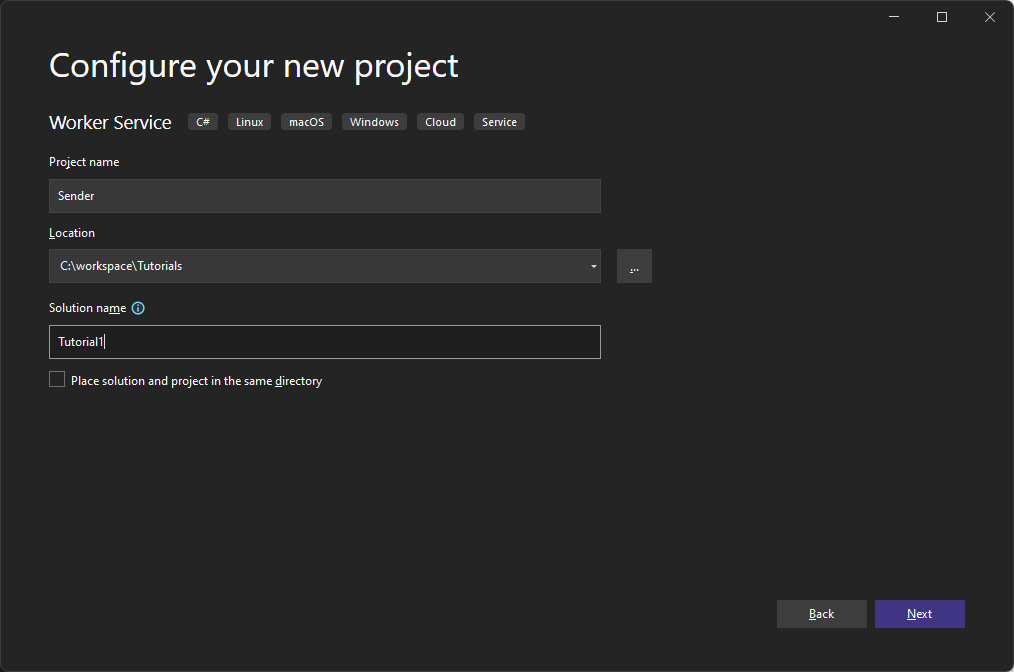 Configure your new project
Worker Service C# Linux macOS Windows Cloud Service
Project name
Sender
Location
C:\workspace\Tutorials
...
Solution name
Tutorial1
Place solution and project in the same directory
Back Next